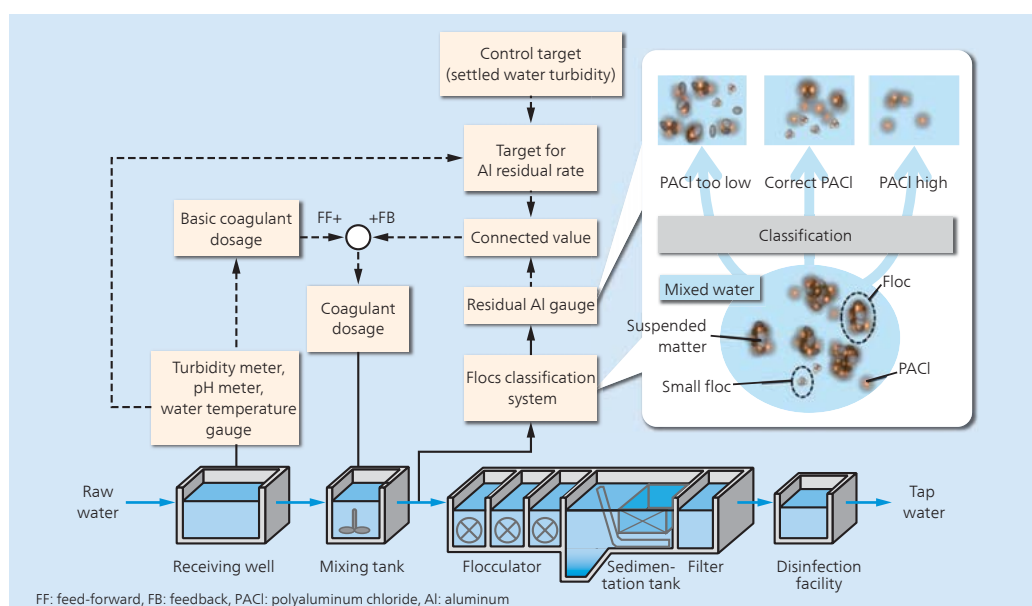 Control target
(settled water turbidity)
Target for
Al residual rate
PACl too low
Correct PACl
PACl high
Basic coagulant
dosage
FF+
+FB
Connected value
Classification
Mixed water
Floc
Residual Al gauge
Coagulant
dosage
Suspended
matter
Turbidity meter,
pH meter,
water temperature
gauge
Flocs classification
system
Small floc
PACl
Raw
water
Tap
water
Receiving well
Mixing tank
Flocculator
Sedimen-
tation tank
Filter
Disinfection
facility
FF: feed-forward, FB: feedback, PACl: polyaluminum chloride, Al: aluminum